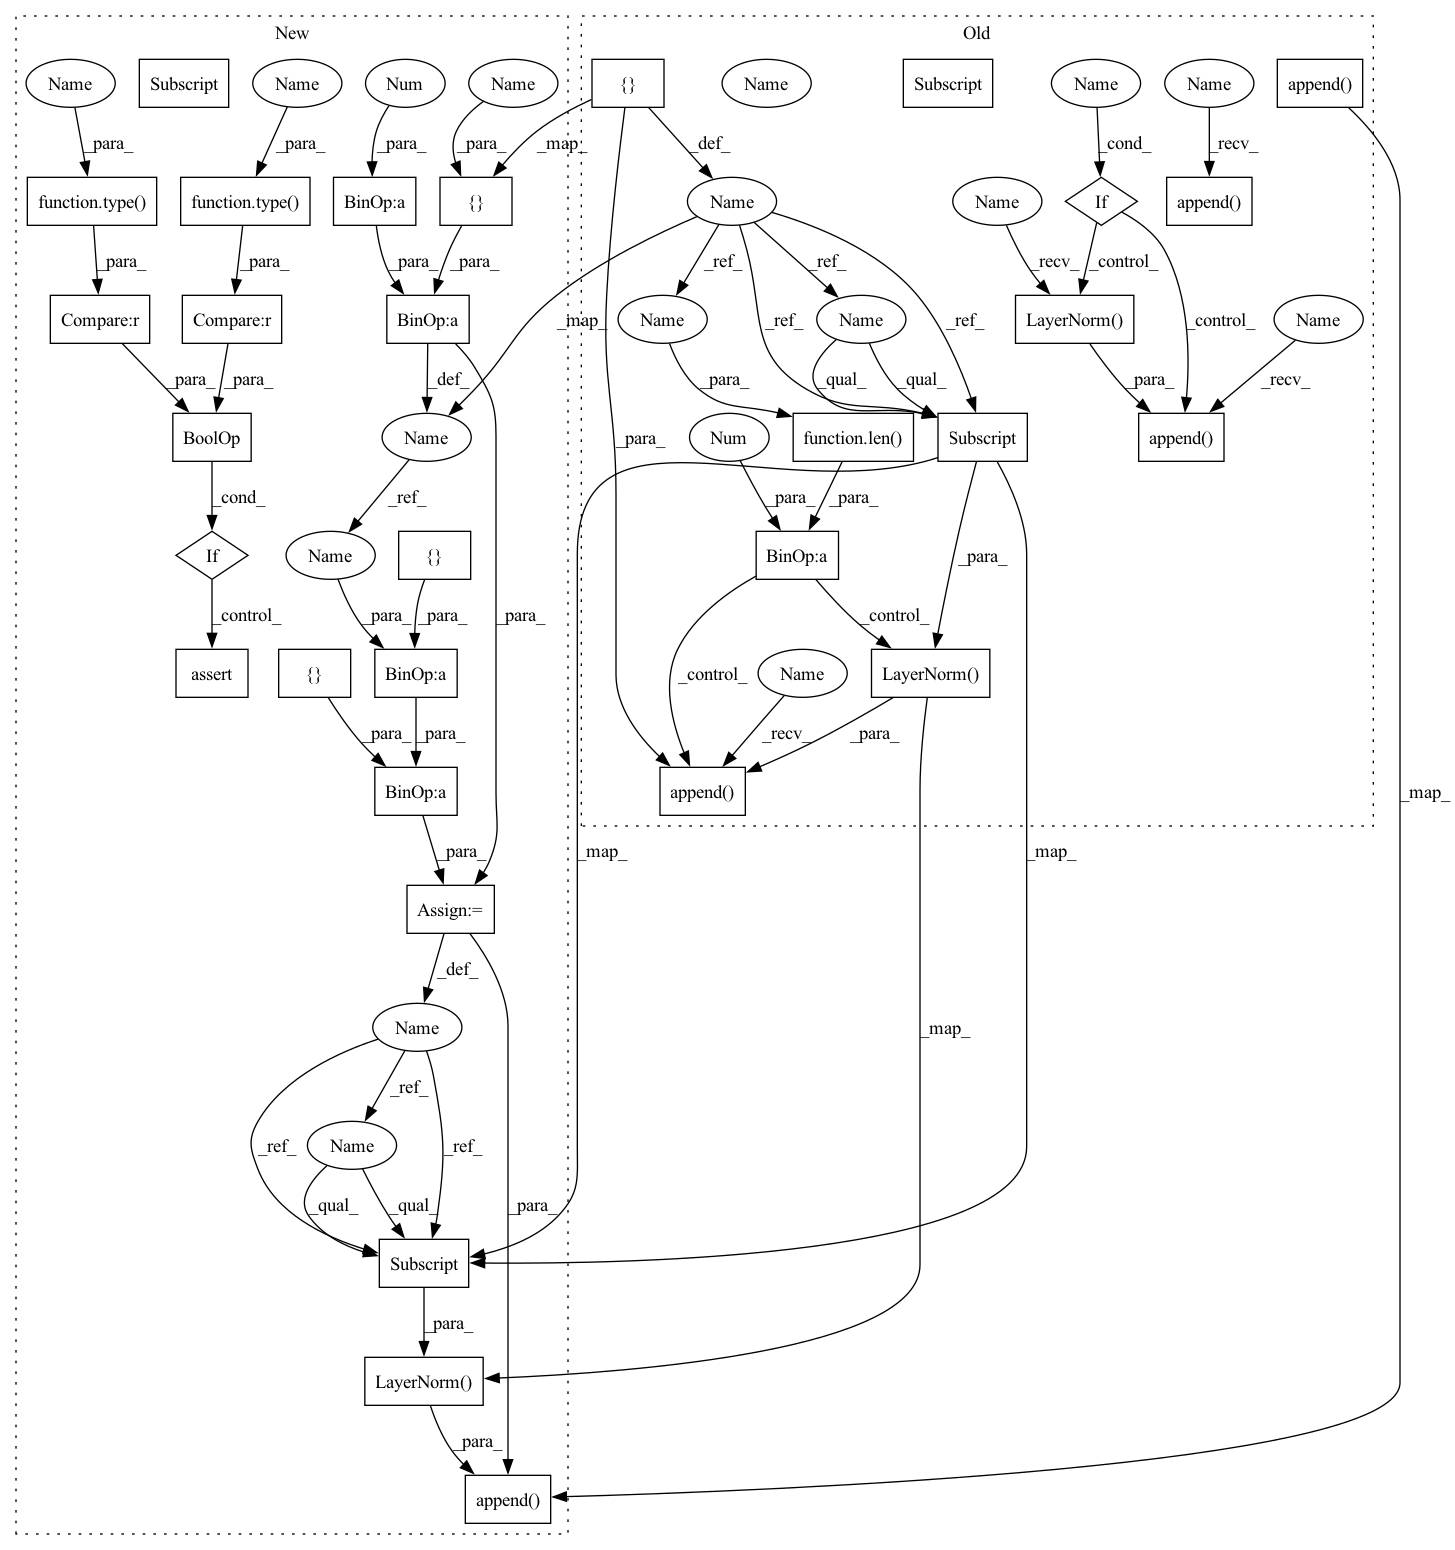 New
Old
Name
Subscript
Name
Num
Name
{}
Name
Subscript
Name
Name
append()
_para_
_para_
_para_
_para_
_map_
_def_
_cond_
_recv_
function.type()
function.type()
BinOp:a
{}
Name
Name
If
append()
_para_
_para_
_para_
_para_
_ref_
_ref_
_recv_
_control_
Compare:r
Compare:r
BinOp:a
_map_
Name
_ref_
Name
_ref_
LayerNorm()
_control_
Name
_para_
_para_
_def_
_para_
_qual_
_qual_
_para_
_recv_
BoolOp
Name
_para_
Num
function.len()
Subscript
append()
_cond_
_ref_
_para_
_para_
If
Name
{}
BinOp:a
_para_
_control_
_para_
_para_
_para_
_control_
assert
{}
BinOp:a
_control_
Name
LayerNorm()
_para_
_para_
_recv_
_para_
BinOp:a
append()
_map_
_para_
_map_
_map_
Assign:=
_def_
Name
_map_
_ref_
_ref_
Name
_ref_
_qual_
_qual_
_para_
Subscript
_para_
LayerNorm()
_para_
append()